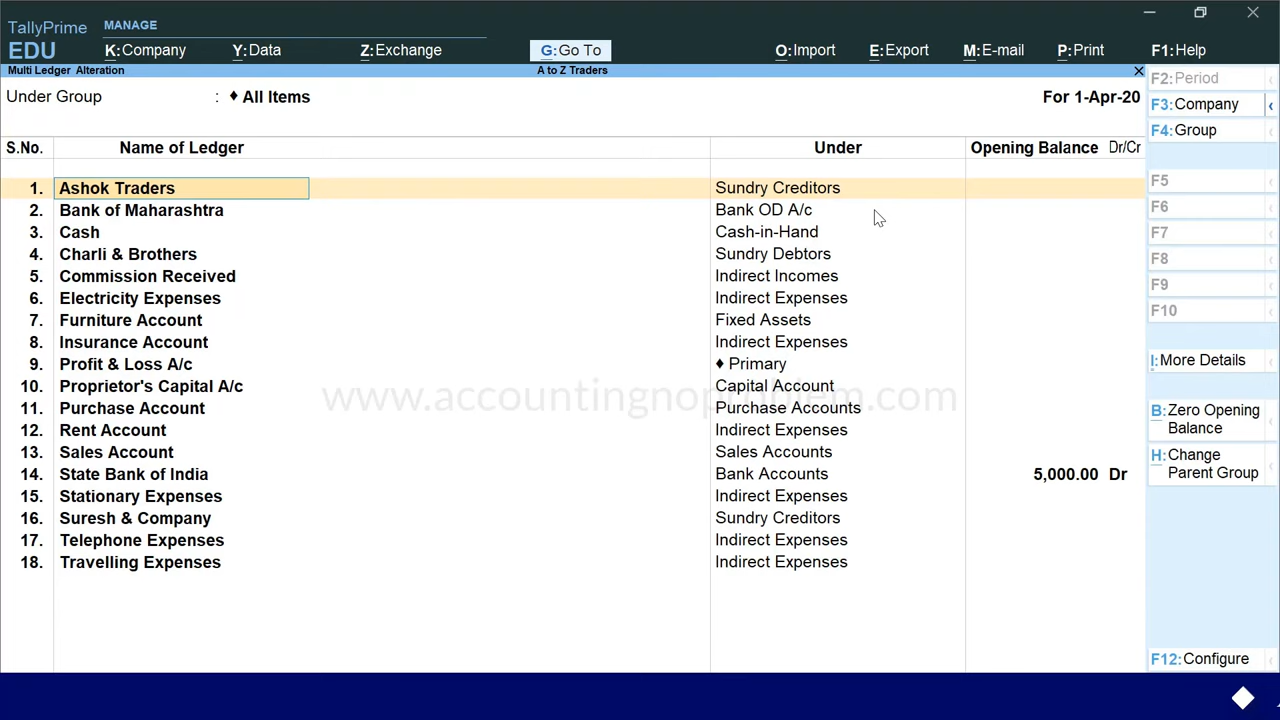 TallyPrime
EDU
MANAGE
K:Company Y:Data Z:Exchange G:Go To O:Import E:Export M:E-mail P:Print F1:Help
Multi Ledger Alteration A to Z Traders
Under Group : ♦ All Items For 1-Apr-20
S.No. Name of Ledger Under Opening Balance Dr/Cr
1. Ashok Traders Sundry Creditors
2. Bank of Maharashtra Bank OD A/c
3. Cash Cash-in-Hand
4. Charli & Brothers Sundry Debtors
5. Commission Received Indirect Incomes
6. Electricity Expenses Indirect Expenses
7. Furniture Account Fixed Assets
8. Insurance Account Indirect Expenses
9. Profit & Loss A/c ♦ Primary
10. Proprietor's Capital A/c Capital Account
11. Purchase Account Purchase Accounts
12. Rent Account Indirect Expenses
13. Sales Account Sales Accounts
14. State Bank of India Bank Accounts 5,000.00 Dr
15. Stationary Expenses Indirect Expenses
16. Suresh & Company Sundry Creditors
17. Telephone Expenses Indirect Expenses
18. Travelling Expenses Indirect Expenses
www.accountingnoproblem.com
F2:Period
F3:Company
F4:Group
F5
F6
F7
F8
F9
F10
I:More Details
B:Zero Opening
Balance
H:Change
Parent Group
F12:Configure